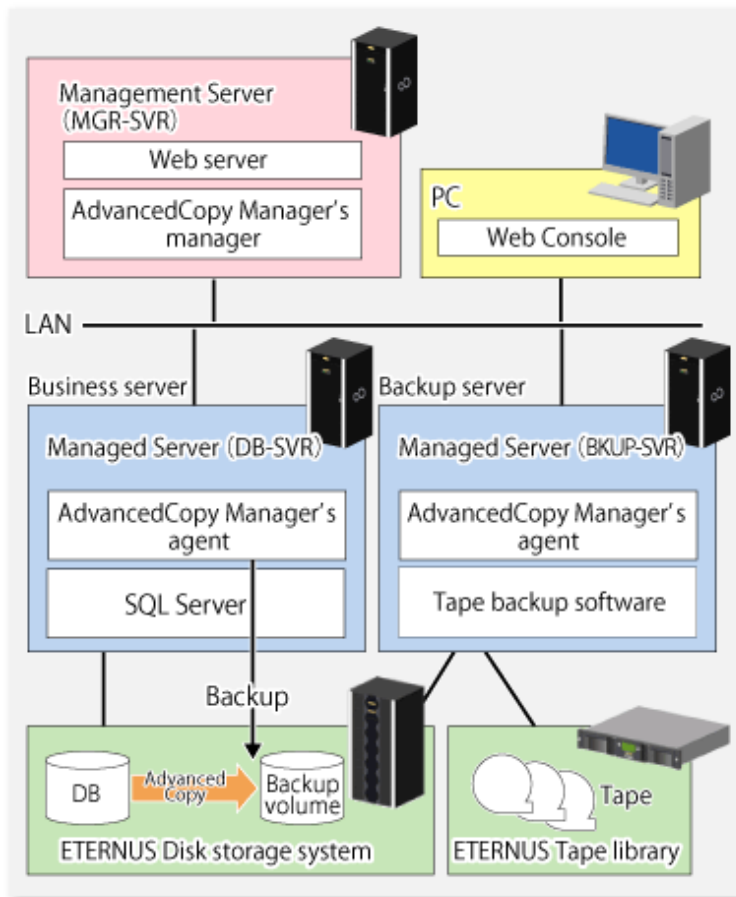 Management Server
(MGR-SVR)
Web server
AdvancedCopy Manager's
manager
PC
Web Console
LAN
Business server
Managed Server (DB-SVR)
AdvancedCopy Manager's
agent
SQL Server
Backup server
Managed Server (BKUP-SVR)
AdvancedCopy Manager's
agent
Tape backup software
Backup
DB
Advanced
Copy
Backup
volume
ETERNUS Disk storage system
Tape
ETERNUS Tape library